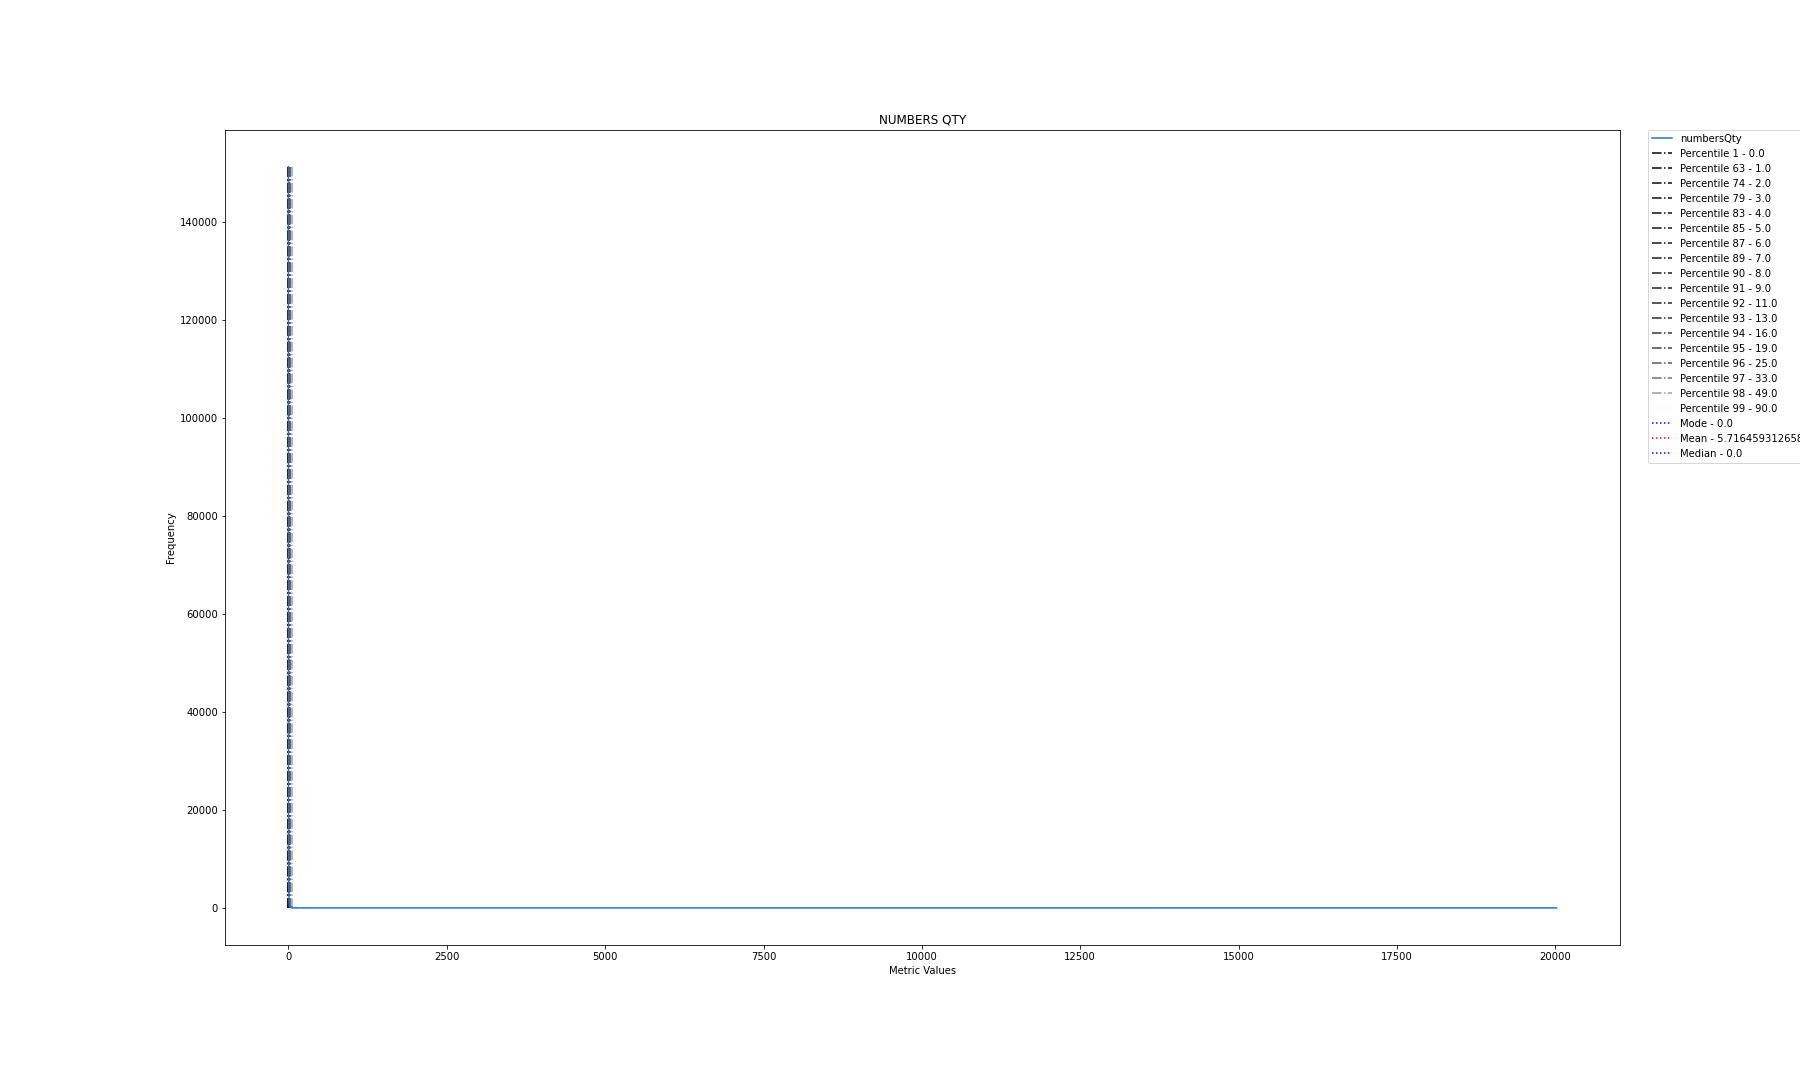 NUMBERS QTY
140000
120000
100000
80000
60000
40000
20000
0
Frequency
0 2500 5000 7500 10000 12500 15000 17500 20000
Metric Values
numbersQty
Percentile 1 - 0.0
Percentile 63 - 1.0
Percentile 74 - 2.0
Percentile 79 - 3.0
Percentile 83 - 4.0
Percentile 85 - 5.0
Percentile 87 - 6.0
Percentile 89 - 7.0
Percentile 90 - 8.0
Percentile 91 - 9.0
Percentile 92 - 11.0
Percentile 93 - 13.0
Percentile 94 - 16.0
Percentile 95 - 19.0
Percentile 96 - 25.0
Percentile 97 - 33.0
Percentile 98 - 49.0
Percentile 99 - 90.0
Mode - 0.0
Mean - 5.716459312658
Median - 0.0